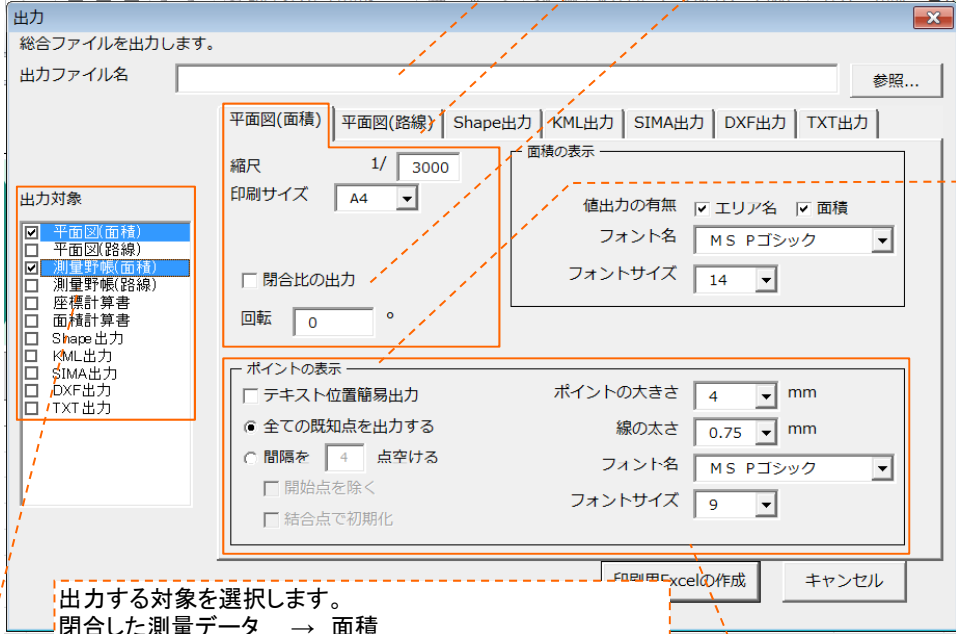 出力
総合ファイルを出力します。
出力ファイル名
参照...
平面図(面積) 平面図(路線) Shape出力 KML出力 SIMA出力 DXF出力 TXT出力
縮尺 1/ 3000
印刷サイズ A4
閉合比の出力
回転 0 °
面積の表示
値出力の有無 エリア名 面積
フォント名 MS Pゴシック
フォントサイズ 14
出力対象
平面図(面積)
平面図(路線)
測量野帳(面積)
測量野帳(路線)
座標計算書
面積計算書
Shape出力
KML出力
SIMA出力
DXF出力
TXT出力
ポイントの表示
テキスト位置簡易出力
全ての既知点を出力する
間隔を 4 点空ける
開始点を除く
結合点で初期化
ポイントの大きさ 4 mm
線の太さ 0.75 mm
フォント名 MS Pゴシック
フォントサイズ 9
印刷用Excelの作成
キャンセル
出力する対象を選択します。
閉合した測量データ → 面積